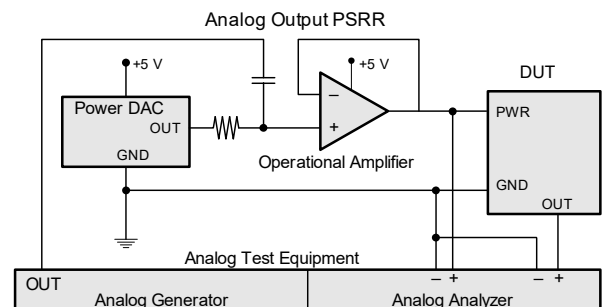 Analog Output PSRR
+5 V
+5 V
DUT
Power DAC
OUT
GND
−
+
Operational Amplifier
PWR
GND
OUT
Analog Test Equipment
OUT
− +
− +
Analog Generator
Analog Analyzer